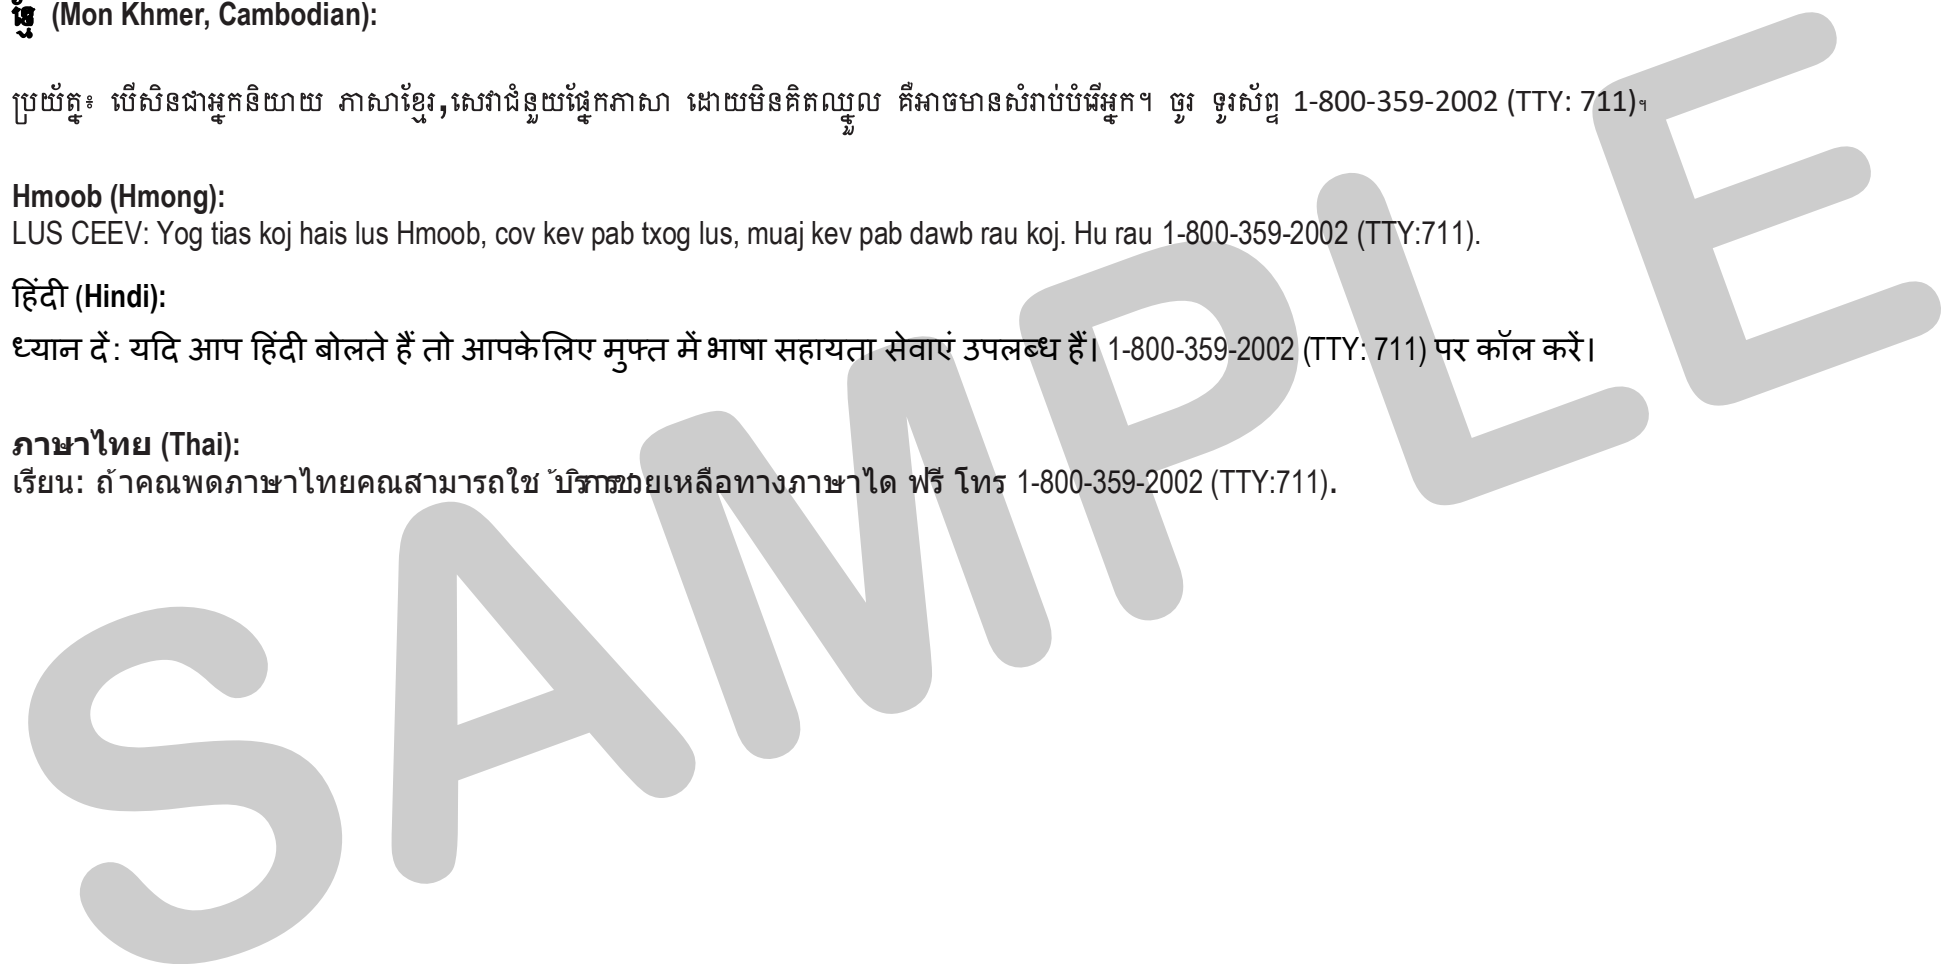 ខ្មែ (Mon Khmer, Cambodian):
ប្រយ័ត្ន៖ បើសិនជាអ្នកនិយាយ ភាសាខ្មែរ, សេវាជំនួយផ្នែកភាសា ដោយមិនគិតឈ្នួល គឺអាចមានសំរាប់បំរើអ្នក។ ចូរ ទូរស័ព្ទ 1-800-359-2002 (TTY: 711)។
Hmoob (Hmong):
LUS CEEV: Yog tias koj hais lus Hmoob, cov kev pab txog lus, muaj kev pab dawb rau koj. Hu rau 1-800-359-2002 (TTY:711).
हिंदी (Hindi):
ध्यान दें: यदि आप हिंदी बोलते हैं तो आपकेलिए मुफ्त में भाषा सहायता सेवाएं उपलब्ध हैं। 1-800-359-2002 (TTY: 711) पर कॉल करें।
ภาษาไทย (Thai):
เรียน: ถ้าคณพดภาษาไทยคณสามารถใช ้บริการชวยเหลือทางภาษาได ฟรี โทร 1-800-359-2002 (TTY:711).
SAMPLE